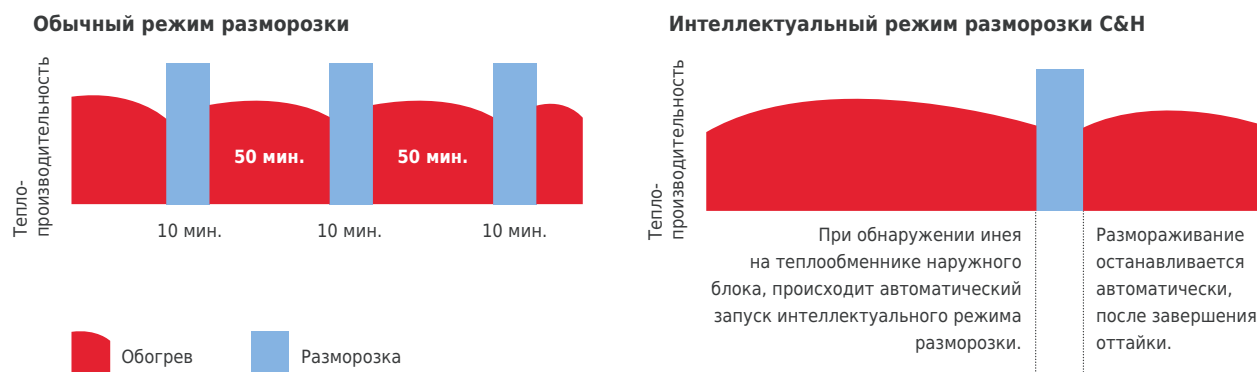 Обычный режим разморозки
Тепло-
производительность
50 мин.
50 мин.
10 мин.
10 мин.
10 мин.
Обогрев
Разморозка
Интеллектуальный режим разморозки C&H
Тепло-
производительность
При обнаружении инея
на теплообменнике наружного
блока, происходит автоматический
запуск интеллектуального режима
разморозки.
Размораживание
останавливается
автоматически,
после завершения
оттайки.